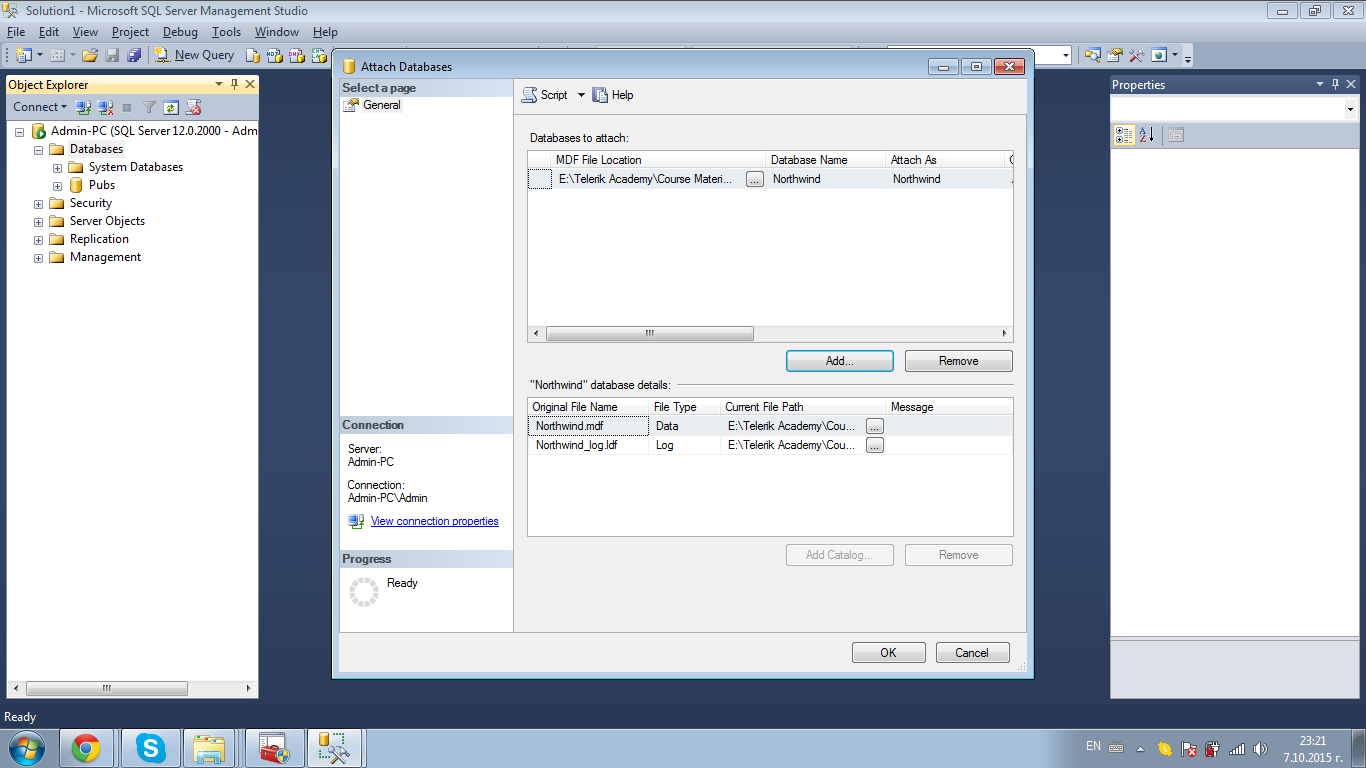 Solution1 - Microsoft SQL Server Management Studio
File Edit View Project Debug Tools Window Help
New Query
Object Explorer
Connect
Admin-PC (SQL Server 12.0.2000 - Adm
Databases
System Databases
Pubs
Security
Server Objects
Replication
Management
Attach Databases
Select a page
General
Script Help
Databases to attach:
MDF File Location Database Name Attach As
E:\Telerik Academy\Course Materi... ... Northwind Northwind
Add... Remove
"Northwind" database details:
Original File Name File Type Current File Path Message
Northwind.mdf Data E:\Telerik Academy\Cou... ...
Northwind_log.ldf Log E:\Telerik Academy\Cou... ...
Add Catalog... Remove
Connection
Server:
Admin-PC
Connection:
Admin-PC\Admin
View connection properties
Progress
Ready
OK Cancel
Properties
Ready
EN
23:21
7.10.2015 г.